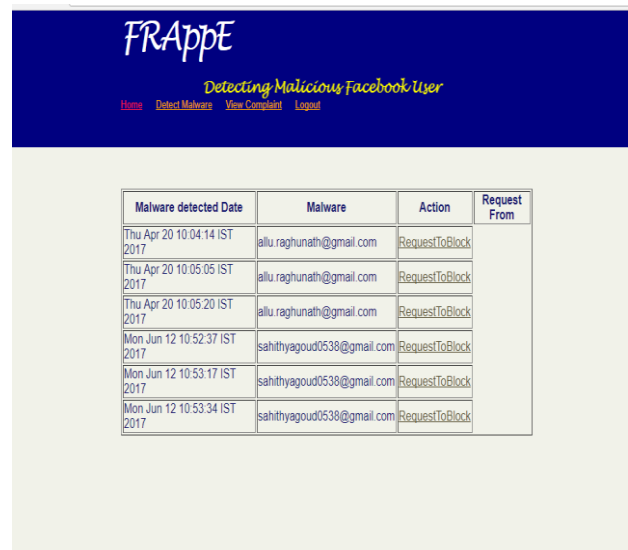 FRAppE
Detecting Malicious Facebook User
Home Detect Malware View Complaint Logout
Malware detected Date Malware Action Request From
Thu Apr 20 10:04:14 IST 2017 allu.raghunath@gmail.com RequestToBlock
Thu Apr 20 10:05:05 IST 2017 allu.raghunath@gmail.com RequestToBlock
Thu Apr 20 10:05:20 IST 2017 allu.raghunath@gmail.com RequestToBlock
Mon Jun 12 10:52:37 IST 2017 sahithyagoud0538@gmail.com RequestToBlock
Mon Jun 12 10:53:17 IST 2017 sahithyagoud0538@gmail.com RequestToBlock
Mon Jun 12 10:53:34 IST 2017 sahithyagoud0538@gmail.com RequestToBlock